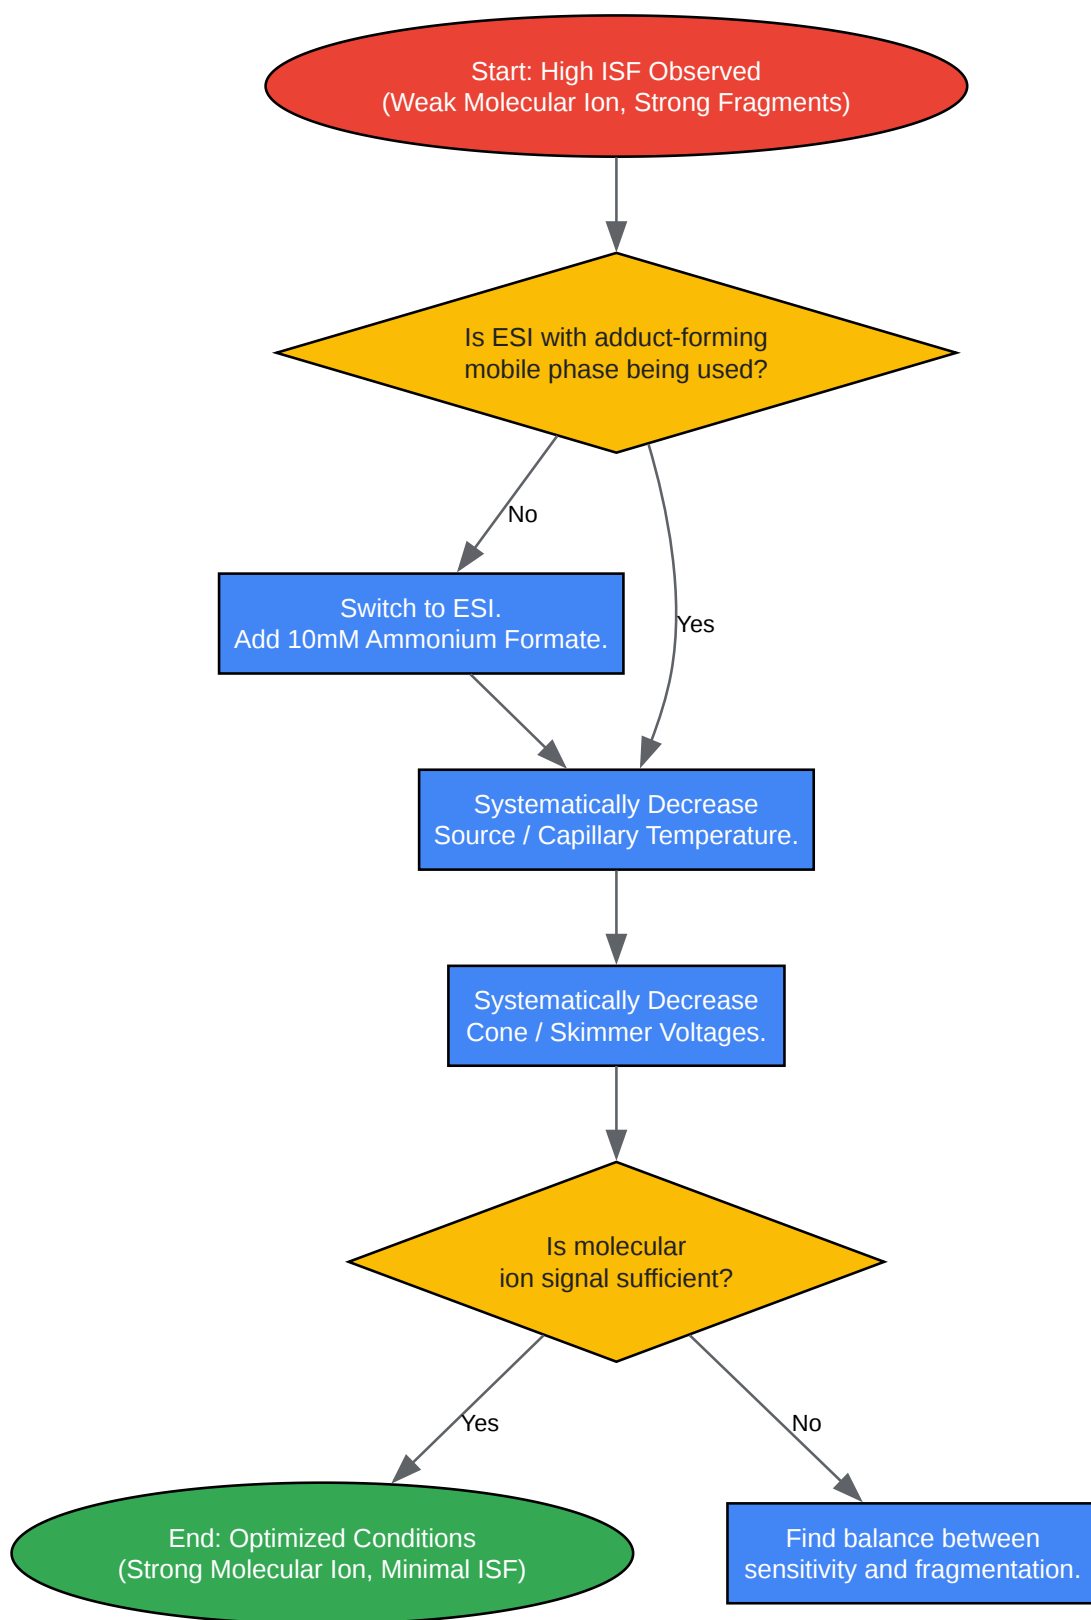 Start: High ISF Observed
(Weak Molecular Ion, Strong Fragments)
Is ESI with adduct-forming
mobile phase being used?
No
Switch to ESI.
Add 10mM Ammonium Formate.
Yes
Systematically Decrease
Source / Capillary Temperature.
Systematically Decrease
Cone / Skimmer Voltages.
Is molecular
ion signal sufficient?
Yes
No
End: Optimized Conditions
(Strong Molecular Ion, Minimal ISF)
Find balance between
sensitivity and fragmentation.